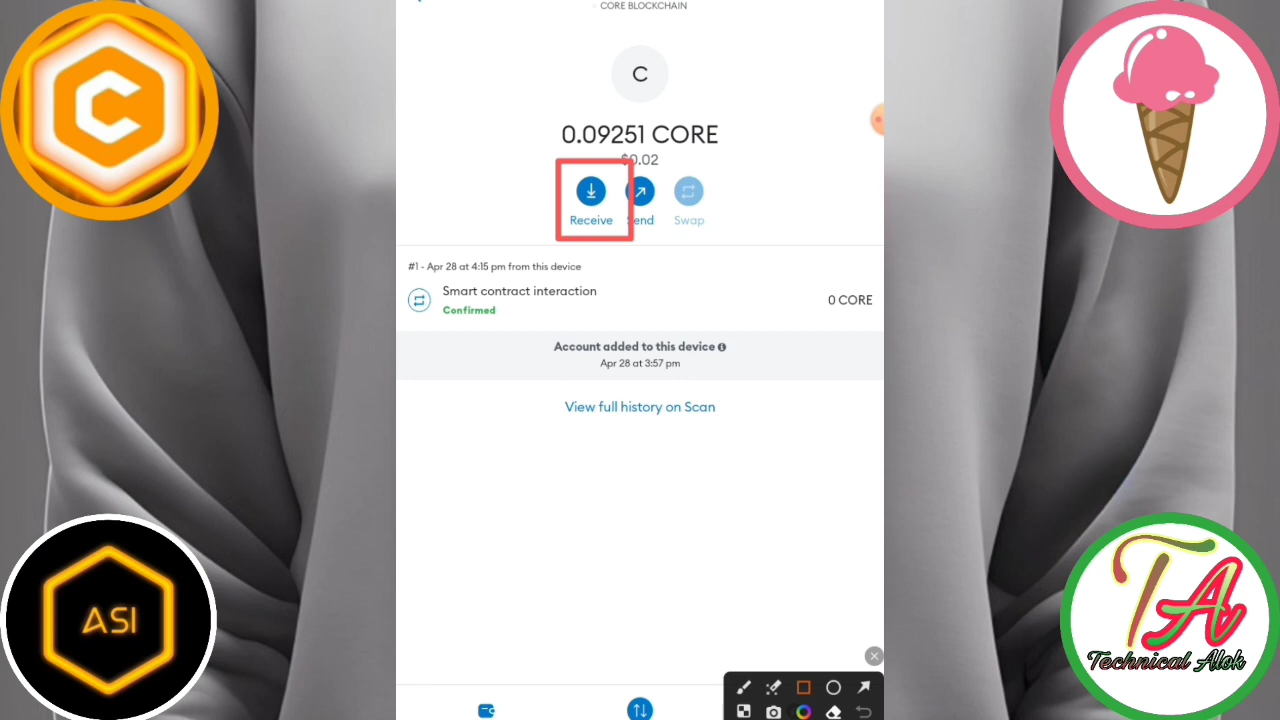 CORE BLOCKCHAIN
C
C
0.09251 CORE
$0.02
Receive
Send
Swap
#1 - Apr 28 at 4:15 pm from this device
Smart contract interaction
0 CORE
Confirmed
Account added to this device
Apr 28 at 3:57 pm
View full history on Scan
ASI
TA
Technical Alok